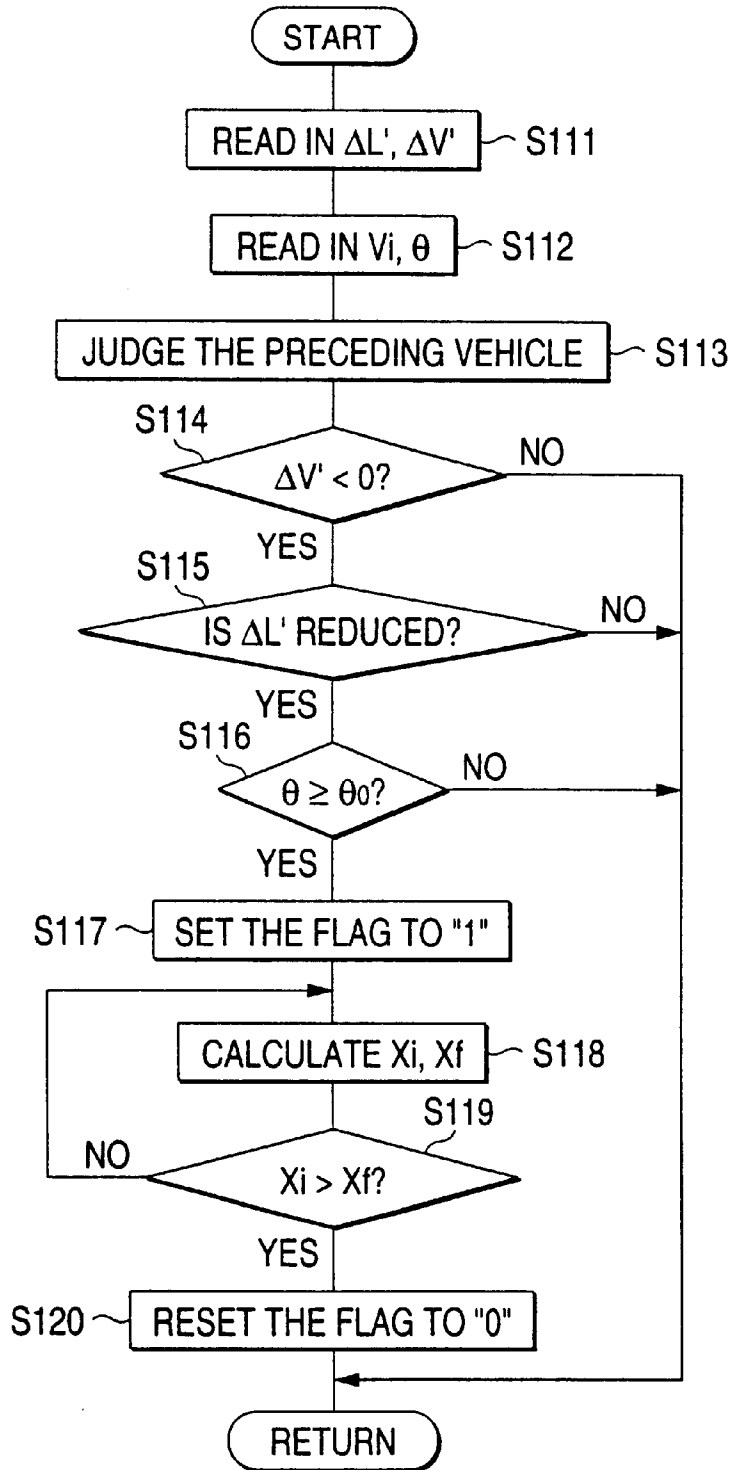 START
READ IN ΔL', ΔV'
S111
READ IN Vi, θ
S112
JUDGE THE PRECEDING VEHICLE
S113
S114
ΔV' < 0?
NO
YES
S115
IS ΔL' REDUCED?
NO
YES
S116
θ ≥ θ0?
NO
YES
S117
SET THE FLAG TO "1"
CALCULATE Xi, Xf
S118
S119
NO
Xi > Xf?
YES
S120
RESET THE FLAG TO "0"
RETURN